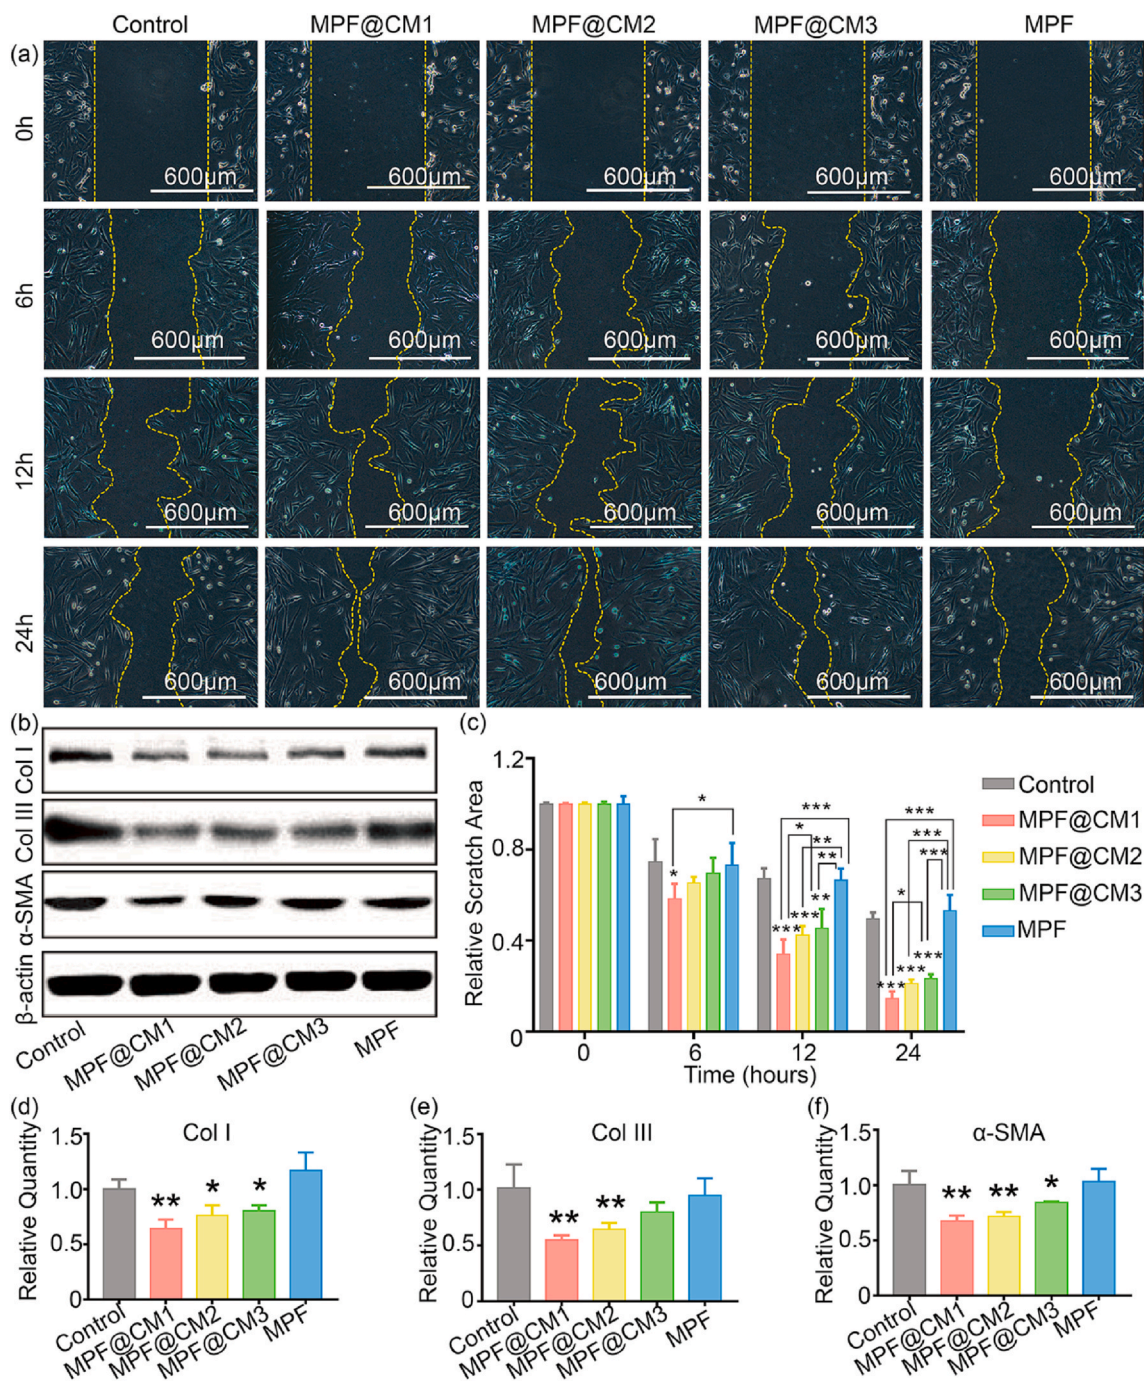 Control MPF@CM1 MPF@CM2 MPF@CM3 MPF
(a)
0h
600μm 600μm 600μm 600μm 600μm
6h
600μm 600μm 600μm 600μm 600μm
12h
600μm 600μm 600μm 600μm 600μm
24h
600μm 600μm 600μm 600μm 600μm
(b)
Col I
Col III
α-SMA
β-actin
Control MPF@CM1 MPF@CM2 MPF@CM3 MPF
(c)
Relative Scratch Area
1.2
0.8
0.4
0
* *
*** * ** ** *** *** **
*** *** *** * *** *** ***
0 6 12 24
Time (hours)
Control
MPF@CM1
MPF@CM2
MPF@CM3
MPF
(d)
Col I
Relative Quantity
1.5
1.0
0.5
0
** * *
Control MPF@CM1 MPF@CM2 MPF@CM3 MPF
(e)
Col III
Relative Quantity
1.5
1.0
0.5
0
** **
Control MPF@CM1 MPF@CM2 MPF@CM3 MPF
(f)
α-SMA
Relative Quantity
1.5
1.0
0.5
0
** ** *
Control MPF@CM1 MPF@CM2 MPF@CM3 MPF